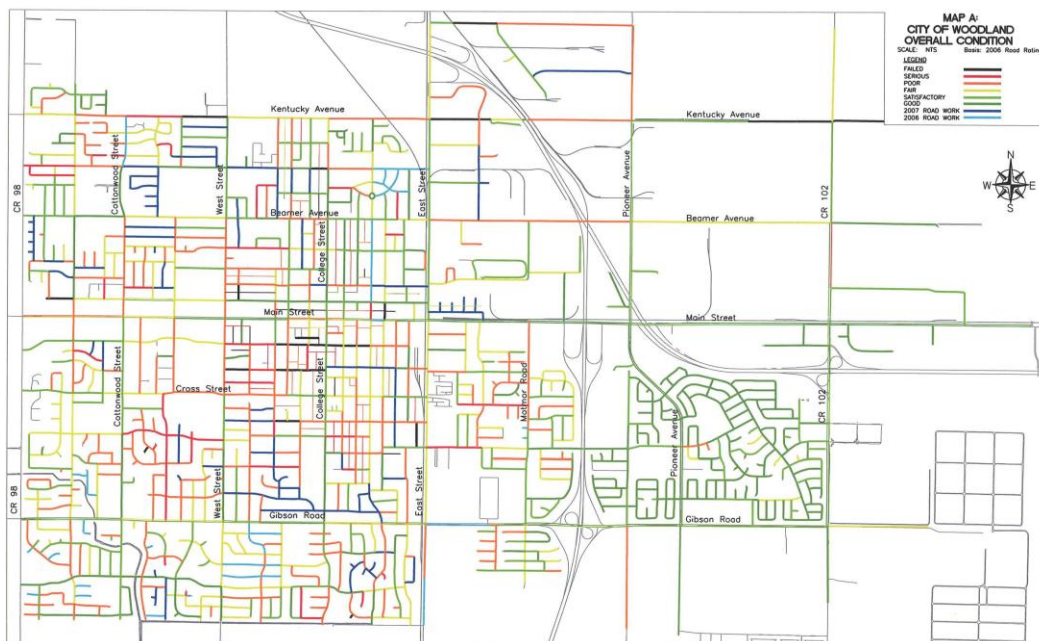 MAP A:
CITY OF WOODLAND
OVERALL CONDITION
SCALE: NTS Basis: 2006 Road Ratin
LEGEND
FAILED
SERIOUS
POOR
FAIR
SATISFACTORY
GOOD
2007 ROAD WORK
2008 ROAD WORK
N
W E
S
Kentucky Avenue
Kentucky Avenue
CR 98
Cottonwood Street
West Street
College Street
East Street
Pioneer Avenue
CR 102
Beamer Avenue
Beamer Avenue
Main Street
Main Street
Cottonwood Street
Cross Street
College Street
Matmor Road
CR 102
CR 98
West Street
East Street
Pioneer Avenue
Gibson Road
Gibson Road